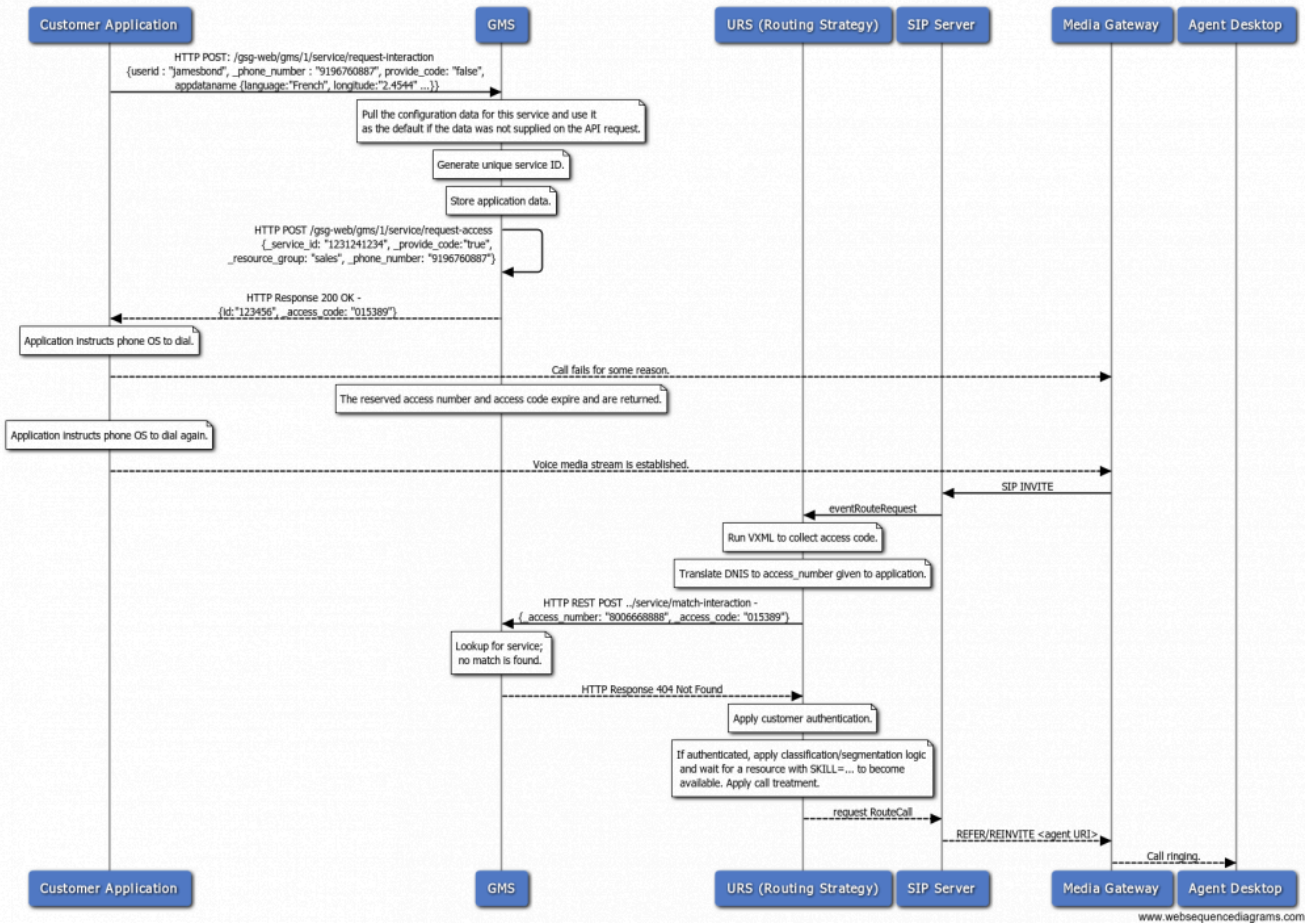 Customer Application
GMS
URS (Routing Strategy)
SIP Server
Media Gateway
Agent Desktop
HTTP POST: /gsg-web/gms/1/service/request-interaction
{userid : "jamesbond", _phone_number : "9196760887", provide_code: "false",
appdataname {language:"French", longitude:"2.4544" ...}}
Pull the configuration data for this service and use it
as the default if the data was not supplied on the API request.
Generate unique service ID.
Store application data.
HTTP POST /gsg-web/gms/1/service/request-access
{_service_id: "1231241234", _provide_code:"true",
_resource_group: "sales", _phone_number: "9196760887"}
HTTP Response 200 OK -
{id:"123456", _access_code: "015389"}
Application instructs phone OS to dial.
Call fails for some reason.
The reserved access number and access code expire and are returned.
Application instructs phone OS to dial again.
Voice media stream is established.
SIP INVITE
eventRouteRequest
Run VXML to collect access code.
Translate DNIS to access_number given to application.
HTTP REST POST ../service/match-interaction -
{_access_number: "8006668888", _access_code: "015389"}
Lookup for service;
no match is found.
HTTP Response 404 Not Found
Apply customer authentication.
If authenticated, apply classification/segmentation logic
and wait for a resource with SKILL=... to become
available. Apply call treatment.
request RouteCall
REFER/REINVITE <agent URI>
Call ringing.
Customer Application
GMS
URS (Routing Strategy)
SIP Server
Media Gateway
Agent Desktop
www.websequencediagrams.com